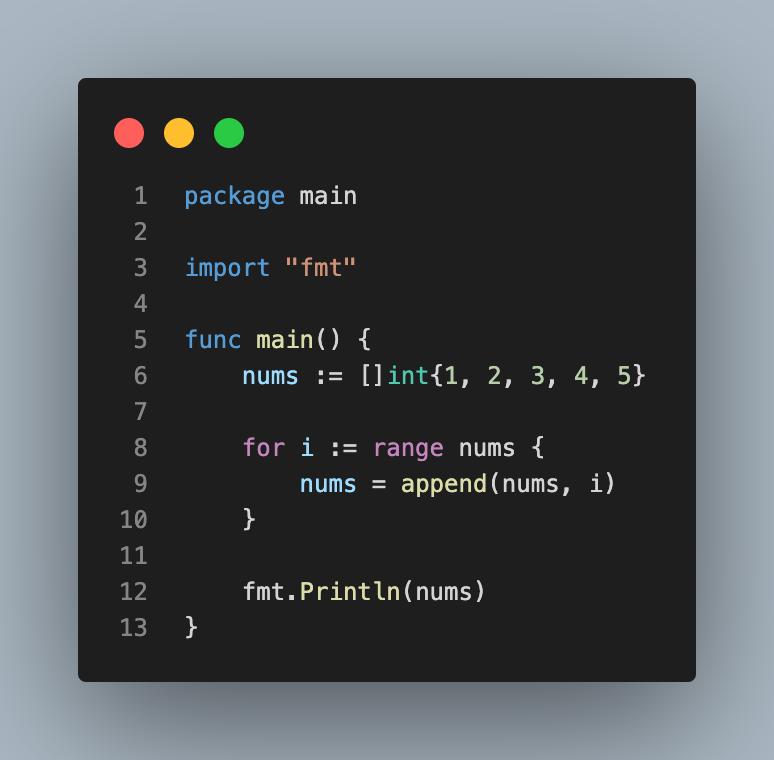 1 package main
2
3 import "fmt"
4
5 func main() {
6     nums := []int{1, 2, 3, 4, 5}
7
8     for i := range nums {
9         nums = append(nums, i)
10     }
11
12     fmt.Println(nums)
13 }